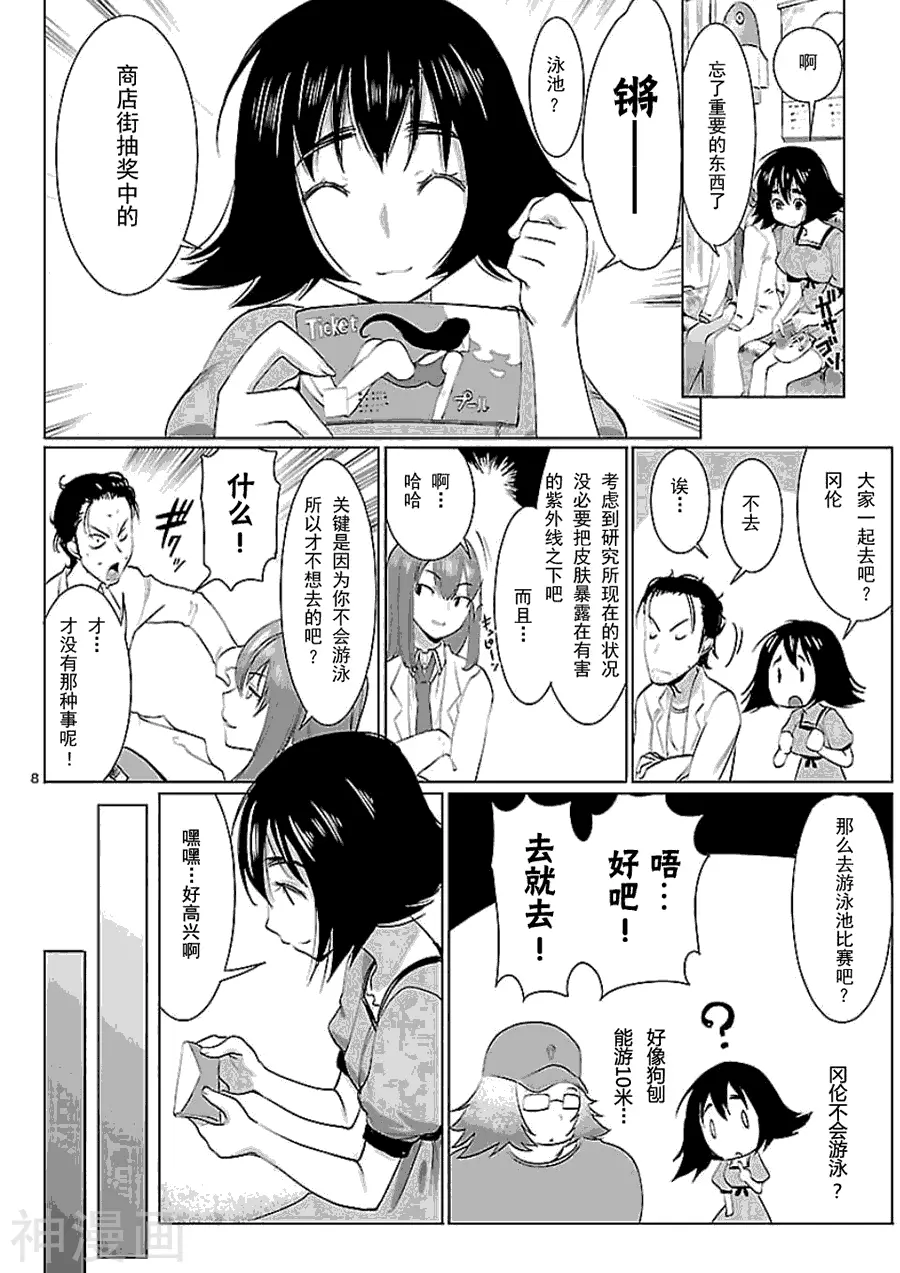 啊
忘了重要的东西了
ガサ
ゴソ
锵——
泳池？
商店街抽奖中的
Ticket
プール
大家一起去吧？
冈伦
不去
诶…
考虑到研究所现在的状况
没必要把皮肤暴露在有害
的紫外线之下吧
而且…
啊…
哈哈
关键是因为你不会游泳
所以才不想去的吧？
什么！
才…
才没有那种事呢！
8
那么去游泳池比赛吧？
唔…
好吧！
去就去！
?
冈伦不会游泳？
好像狗刨
能游10米…
嘿嘿…好高兴啊
神漫画